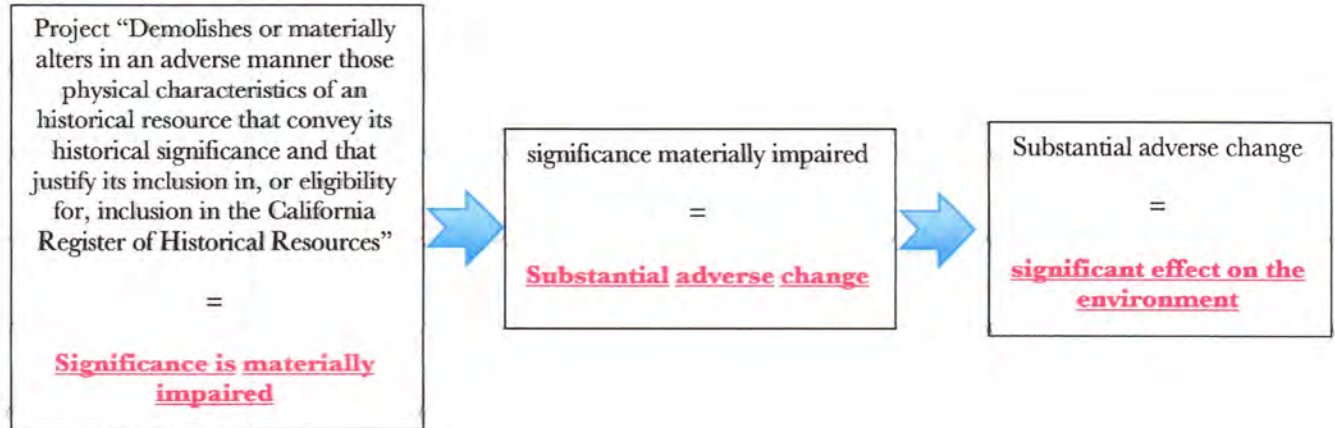 Project “Demolishes or materially
alters in an adverse manner those
physical characteristics of an
historical resource that convey its
historical significance and that
justify its inclusion in, or eligibility
for, inclusion in the California
Register of Historical Resources”
=
Significance is materially
impaired
significance materially impaired
=
Substantial adverse change
Substantial adverse change
=
significant effect on the
environment